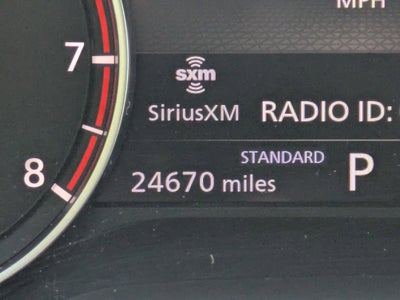 MPH
7
sxm
SiriusXM RADIO ID:
STANDARD
8
24670 miles P